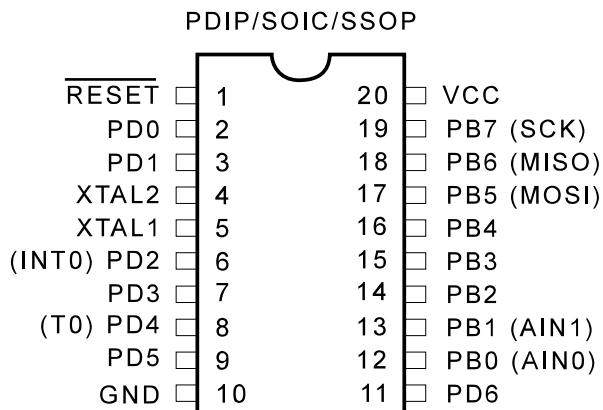 PDIP/SOIC/SSOP
RESET 1 20 VCC
PD0 2 19 PB7 (SCK)
PD1 3 18 PB6 (MISO)
XTAL2 4 17 PB5 (MOSI)
XTAL1 5 16 PB4
(INT0) PD2 6 15 PB3
PD3 7 14 PB2
(T0) PD4 8 13 PB1 (AIN1)
PD5 9 12 PB0 (AIN0)
GND 10 11 PD6